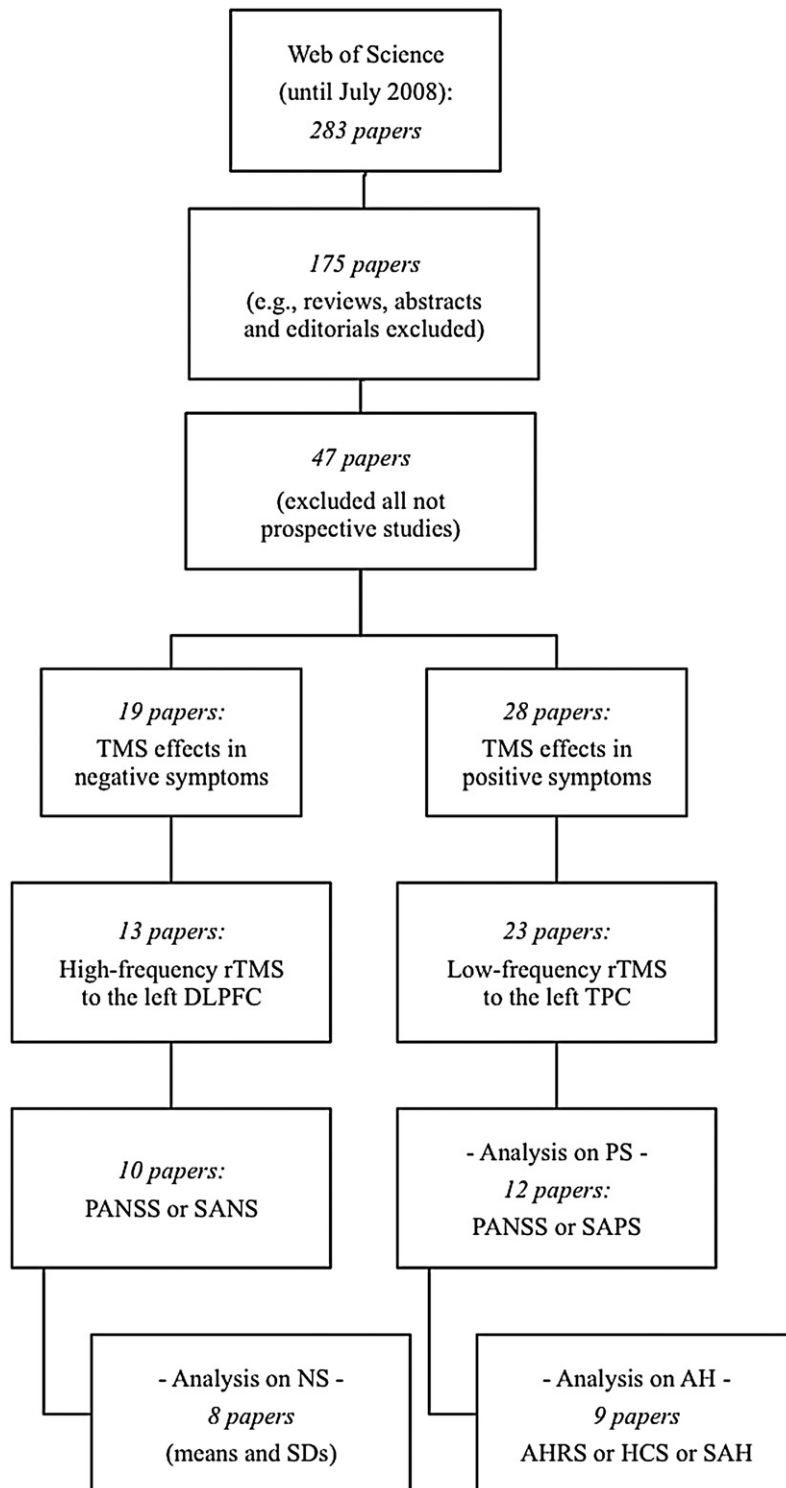 Web of Science
(until July 2008):
283 papers
175 papers
(e.g., reviews, abstracts
and editorials excluded)
47 papers
(excluded all not
prospective studies)
19 papers:
TMS effects in
negative symptoms
28 papers:
TMS effects in
positive symptoms
13 papers:
High-frequency rTMS
to the left DLPFC
23 papers:
Low-frequency rTMS
to the left TPC
10 papers:
PANSS or SANS
- Analysis on PS -
12 papers:
PANSS or SAPS
- Analysis on NS -
8 papers
(means and SDs)
- Analysis on AH -
9 papers
AHRS or HCS or SAH